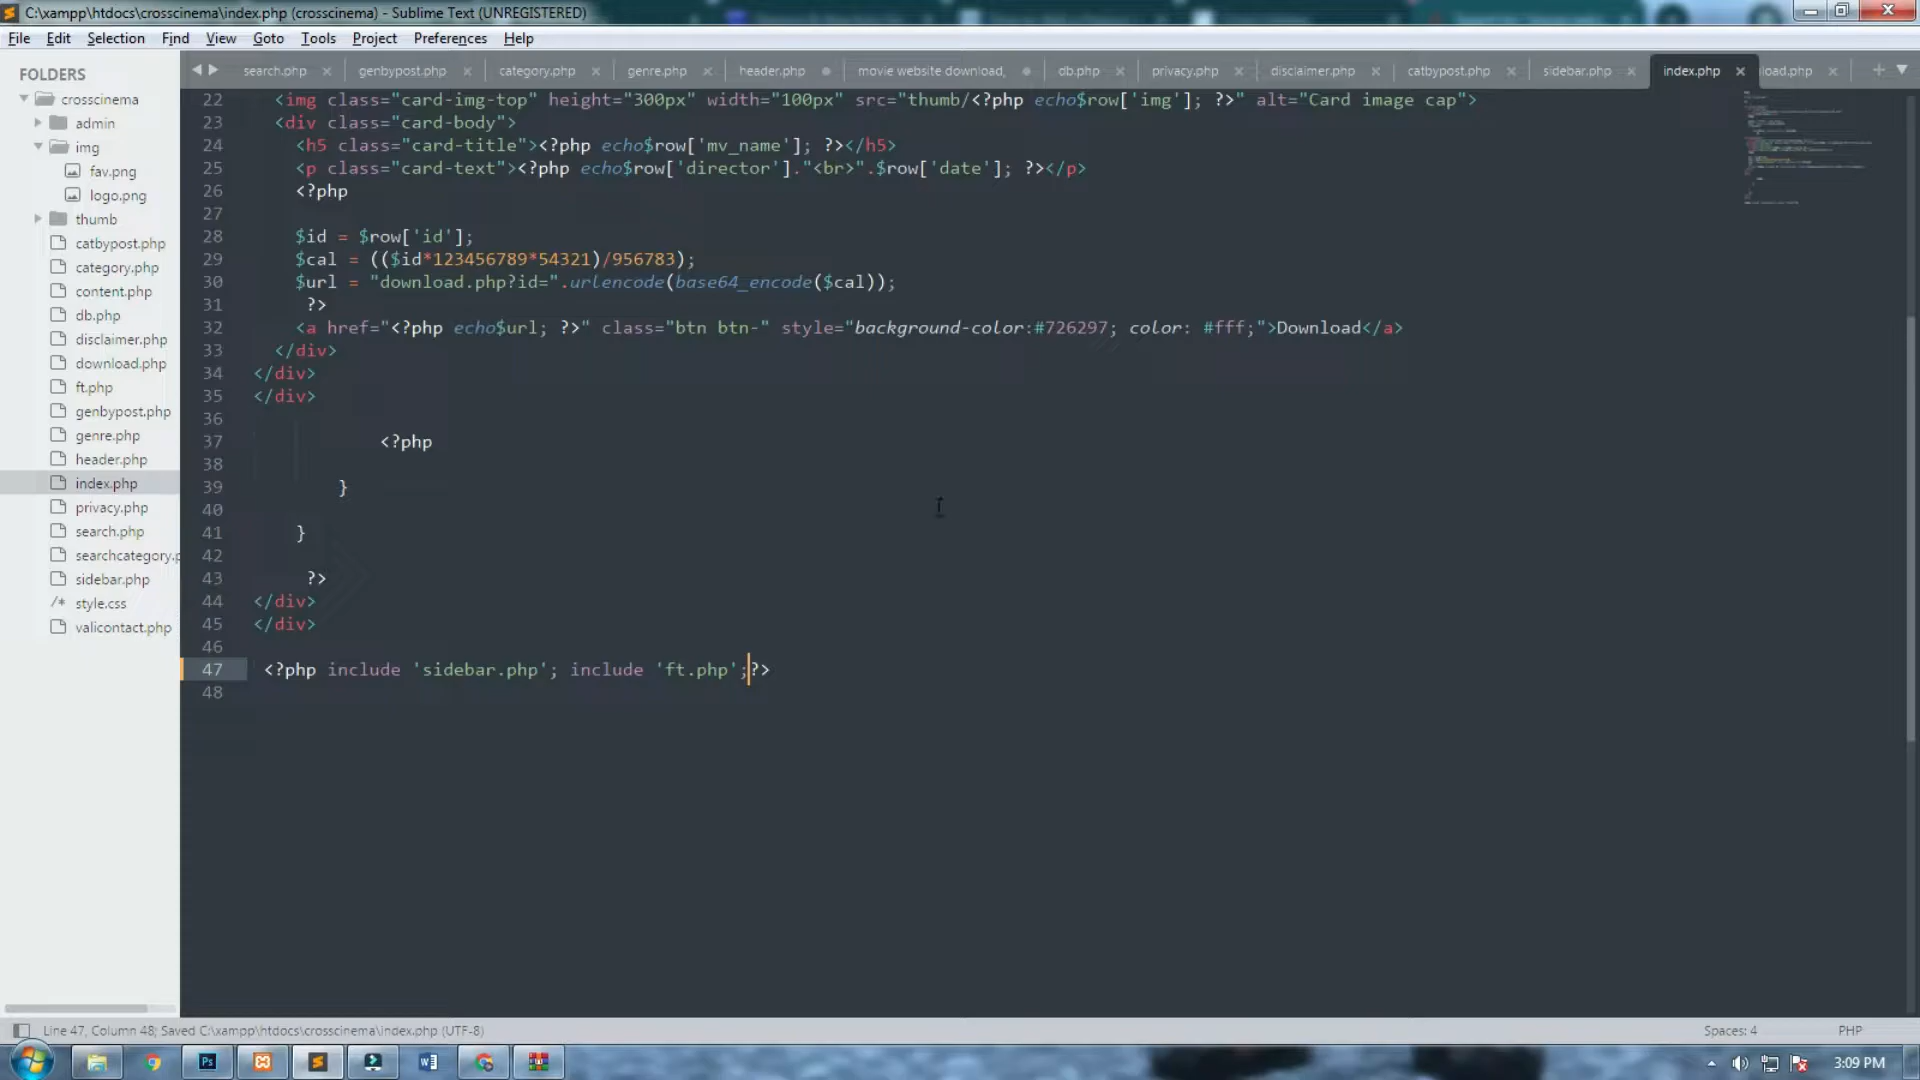 C:\xampp\htdocs\crosscinema\index.php (crosscinema) - Sublime Text (UNREGISTERED)
File Edit Selection Find View Goto Tools Project Preferences Help
FOLDERS
crosscinema
admin
img
fav.png
logo.png
thumb
catbypost.php
category.php
content.php
db.php
disclaimer.php
download.php
ft.php
genbypost.php
genre.php
header.php
index.php
privacy.php
search.php
searchcategory.p
sidebar.php
/* style.css
valicontact.php
search.php × genbypost.php × category.php × genre.php × header.php movie website download, db.php × privacy.php × disclaimer.php × catbypost.php × sidebar.php × index.php × load.php ×
22 <img class="card-img-top" height="300px" width="100px" src="thumb/<?php echo$row['img']; ?>" alt="Card image cap">
23 <div class="card-body">
24 <h5 class="card-title"><?php echo$row['mv_name']; ?></h5>
25 <p class="card-text"><?php echo$row['director']."<br>".$row['date']; ?></p>
26 <?php
27
28 $id = $row['id'];
29 $cal = (($id*123456789*54321)/956783);
30 $url = "download.php?id=".urlencode(base64_encode($cal));
31 ?>
32 <a href="<?php echo$url; ?>" class="btn btn-" style="background-color:#726297; color: #fff;">Download</a>
33 </div>
34 </div>
35 </div>
36
37 <?php
38
39 }
40
41 }
42
43 ?>
44 </div>
45 </div>
46
47 <?php include 'sidebar.php'; include 'ft.php';?>
48
Line 47, Column 48; Saved C:\xampp\htdocs\crosscinema\index.php (UTF-8)
Spaces: 4 PHP
Ps
W
3:09 PM